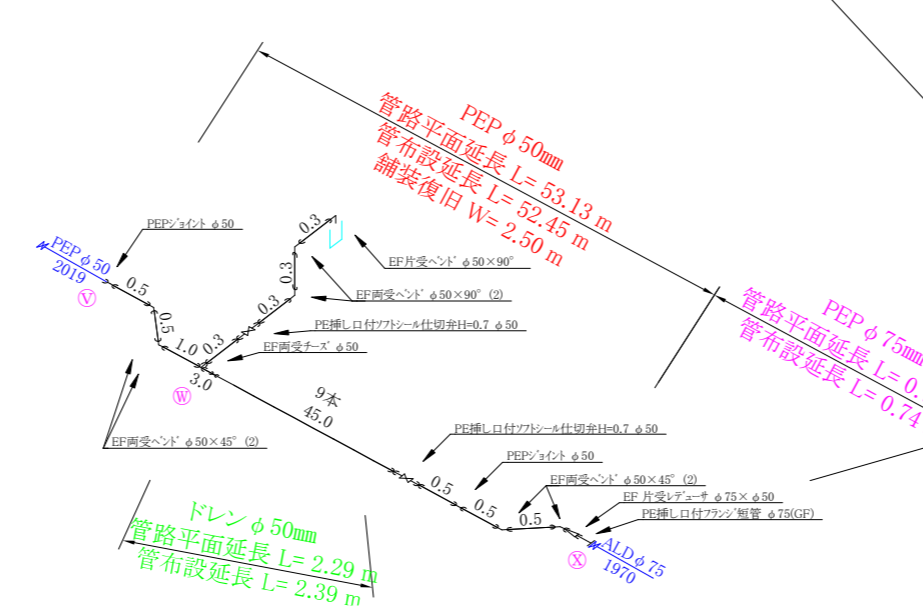 PEPφ50mm
管路平面延長 L= 53.13 m
管布設延長 L= 52.45 m
舗装復旧 W= 2.50 m
PEPφ75mm
管路平面延長 L= 0.
管布設延長 L= 0.74
PEPジョイント φ50
PEPφ50
2019
Ⓥ
0.5
0.5
1.0
0.3
0.3
0.3
0.3
EF片受ベンド φ50×90°
EF両受ベンド φ50×90° (2)
PE挿し口付ソフトシール仕切弁H=0.7 φ50
EF両受チーズ φ50
Ⓦ
3.0
9本
45.0
EF両受ベンド φ50×45° (2)
PE挿し口付ソフトシール仕切弁H=0.7 φ50
PEPジョイント φ50
EF両受ベンド φ50×45° (2)
EF 片受レデューサ φ75×φ50
PE挿し口付フランジ短管 φ75(GF)
0.5
0.5
0.5
Ⓧ
ALDφ75
1970
ドレンφ50mm
管路平面延長 L= 2.29 m
管布設延長 L= 2.39 m